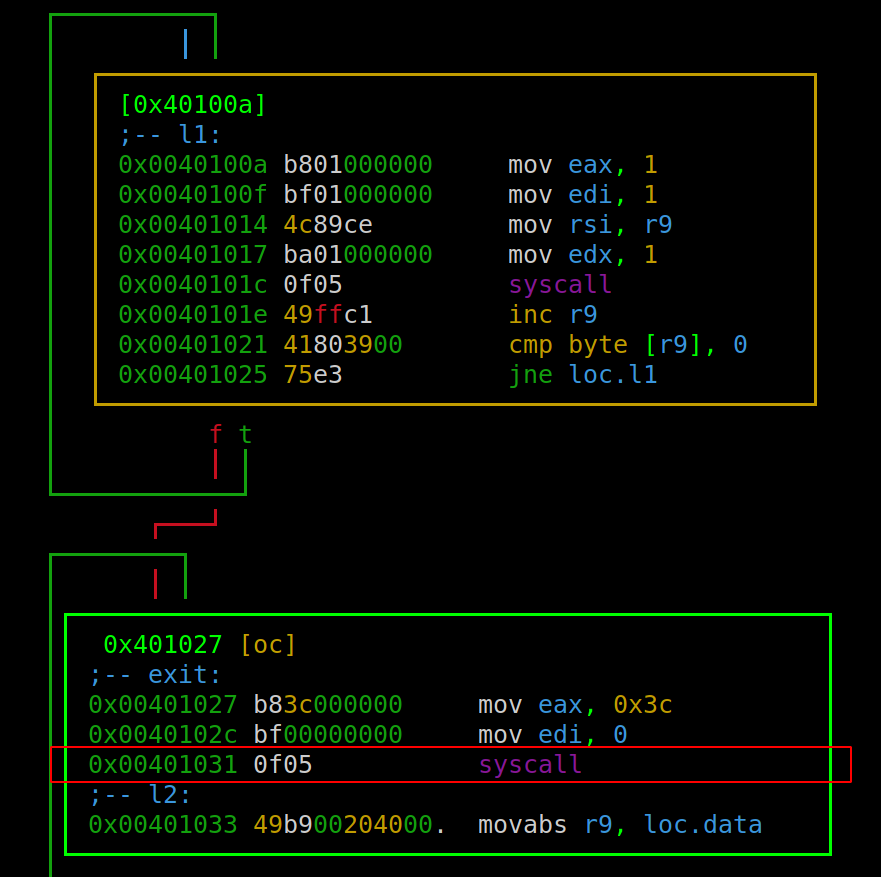 [0x40100a]
;-- l1:
0x0040100a b801000000 mov eax, 1
0x0040100f bf01000000 mov edi, 1
0x00401014 4c89ce mov rsi, r9
0x00401017 ba01000000 mov edx, 1
0x0040101c 0f05 syscall
0x0040101e 49ffc1 inc r9
0x00401021 41803900 cmp byte [r9], 0
0x00401025 75e3 jne loc.l1
f t
0x401027 [oc]
;-- exit:
0x00401027 b83c000000 mov eax, 0x3c
0x0040102c bf00000000 mov edi, 0
0x00401031 0f05 syscall
;-- l2:
0x00401033 49b900204000. movabs r9, loc.data